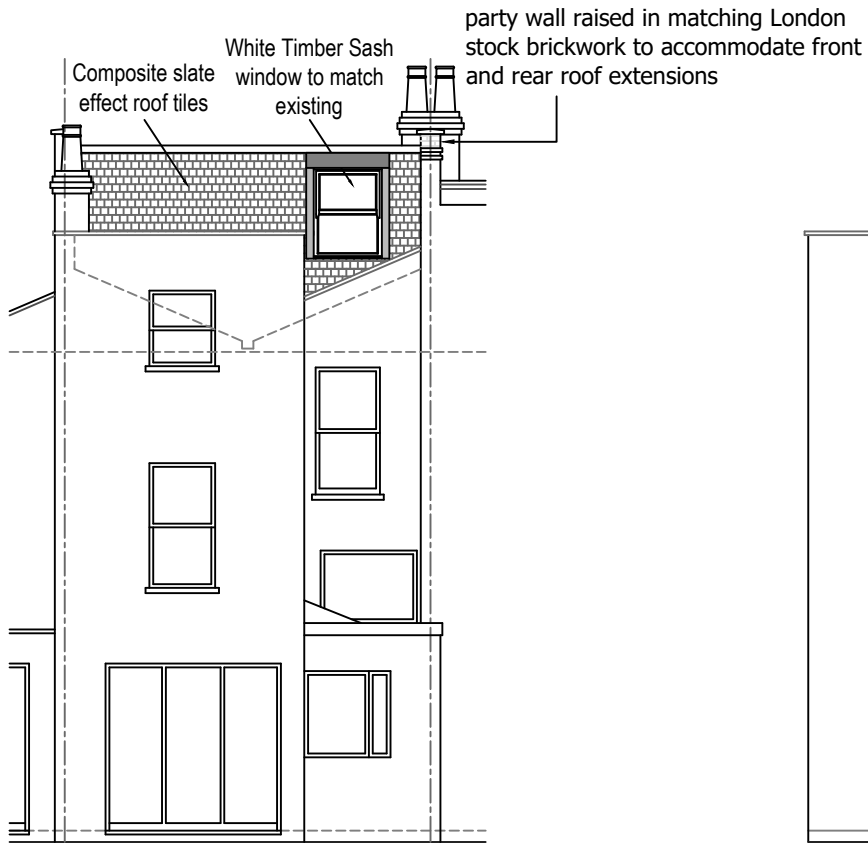 party wall raised in matching London
stock brickwork to accommodate front
and rear roof extensions
White Timber Sash
window to match
existing
Composite slate
effect roof tiles